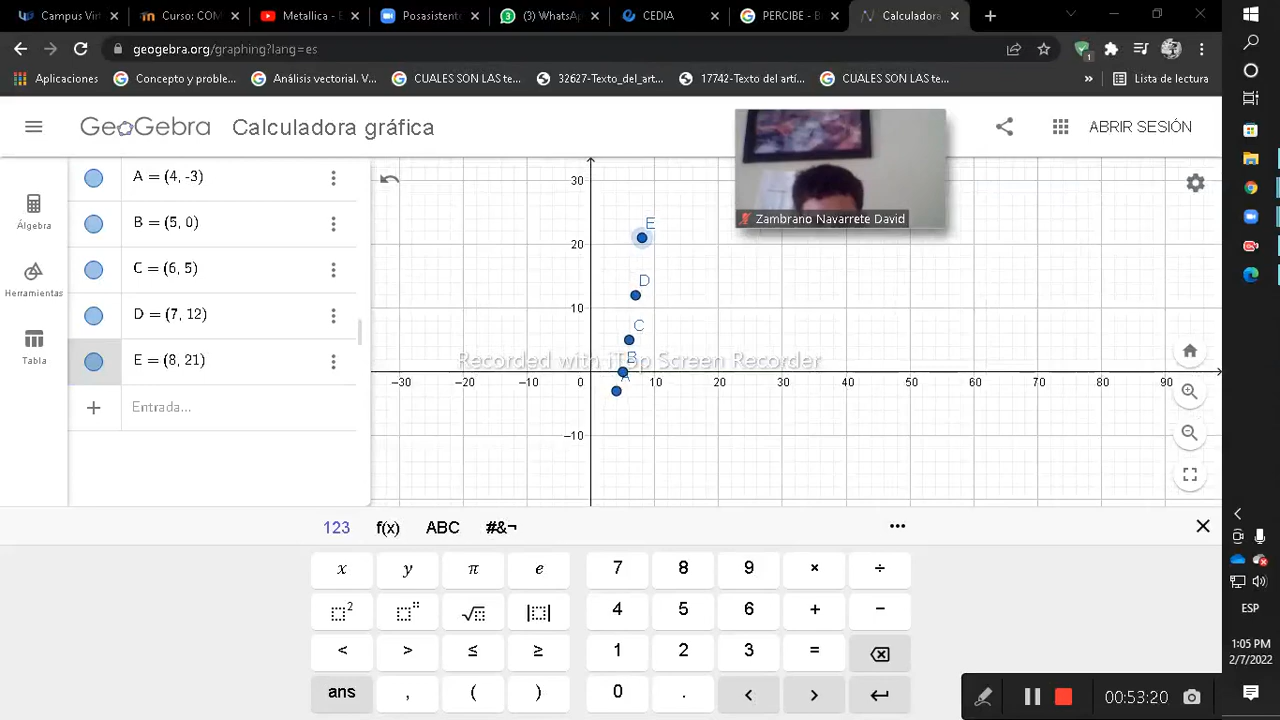 Campus Virt
Curso: COM
Metallica - E
Posasistent
(3) (WhatsA
CEDIA
PERCIBE - B
Calculadora
geogebra.org/graphing?lang=es
Aplicaciones
Concepto y proble...
Análisis vectorial. V...
CUALES SON LAS te...
32627-Texto_del_art...
17742-Texto del artí...
CUALES SON LAS te...
»
Lista de lectura
GeoGebra
Calculadora gráfica
ABRIR SESIÓN
Zambrano Navarrete David
Álgebra
Herramientas
Tabla
A = (4, -3)
B = (5, 0)
C = (6, 5)
D = (7, 12)
E = (8, 21)
Entrada...
30
20
10
-10
-30
-20
-10
0
10
20
30
40
50
60
70
80
90
E
D
C
B
A
Recorded with iTop Screen Recorder
123
f(x)
ABC
#&¬
x y π e 7 8 9 × ÷
2 √ 4 5 6 + −
< > ≤ ≥ 1 2 3 =
ans , ( ) 0 . < >
ESP
1:05 PM
2/7/2022
00:53:20